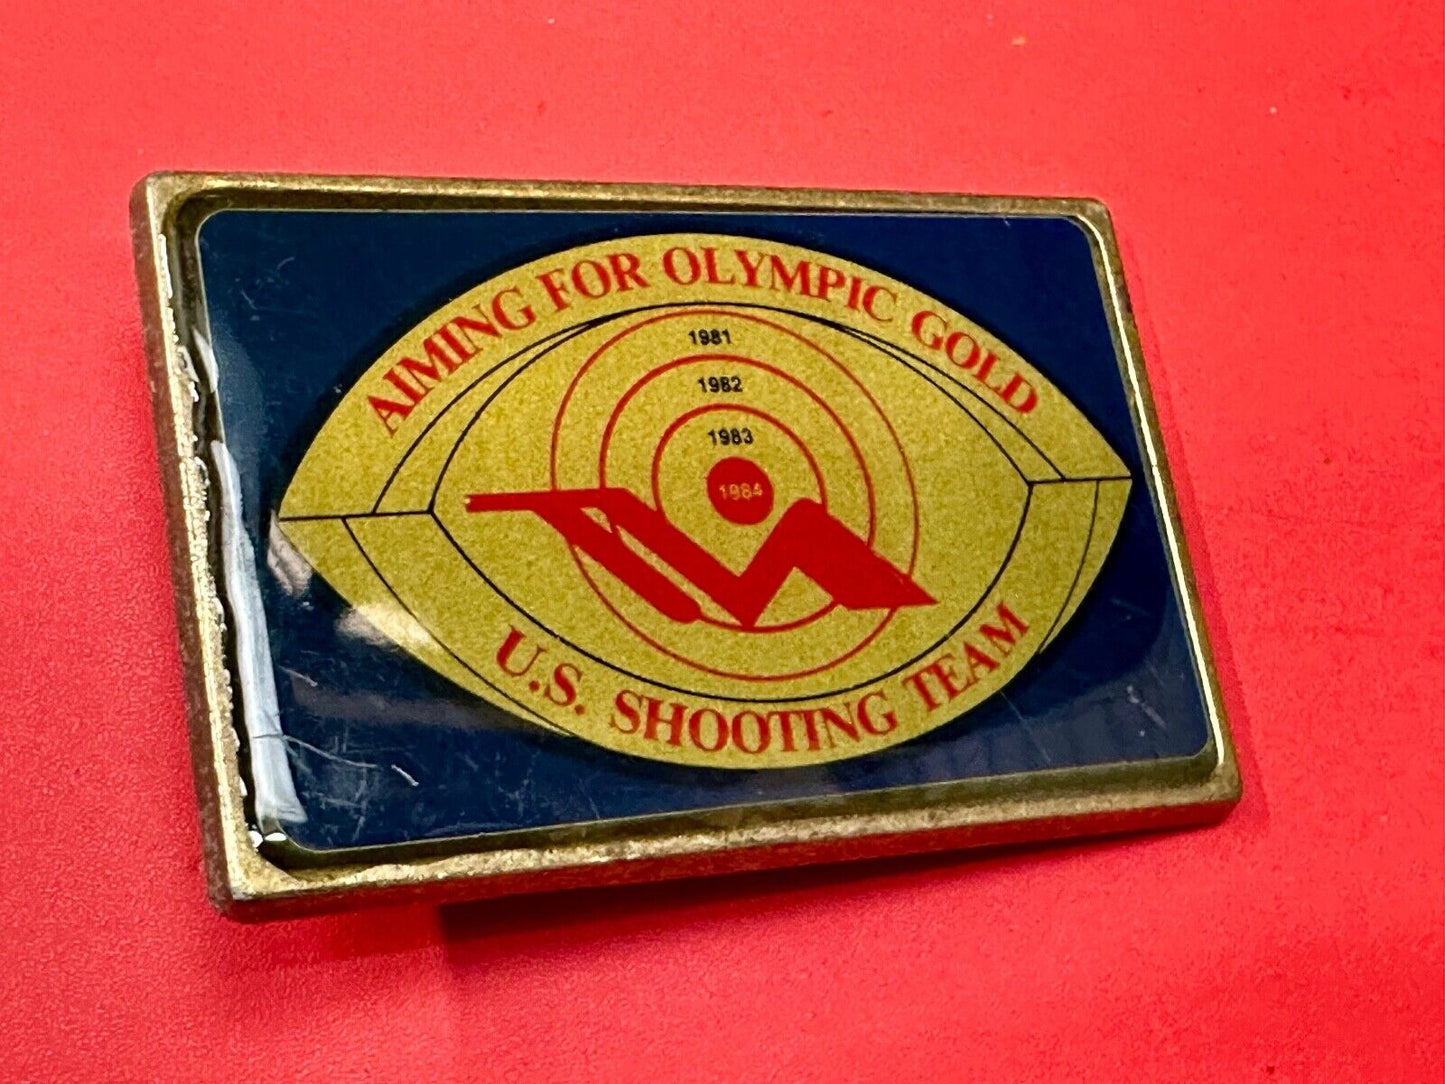 AIMING FOR OLYMPIC GOLD
1981
1982
1983
1984
U.S. SHOOTING TEAM